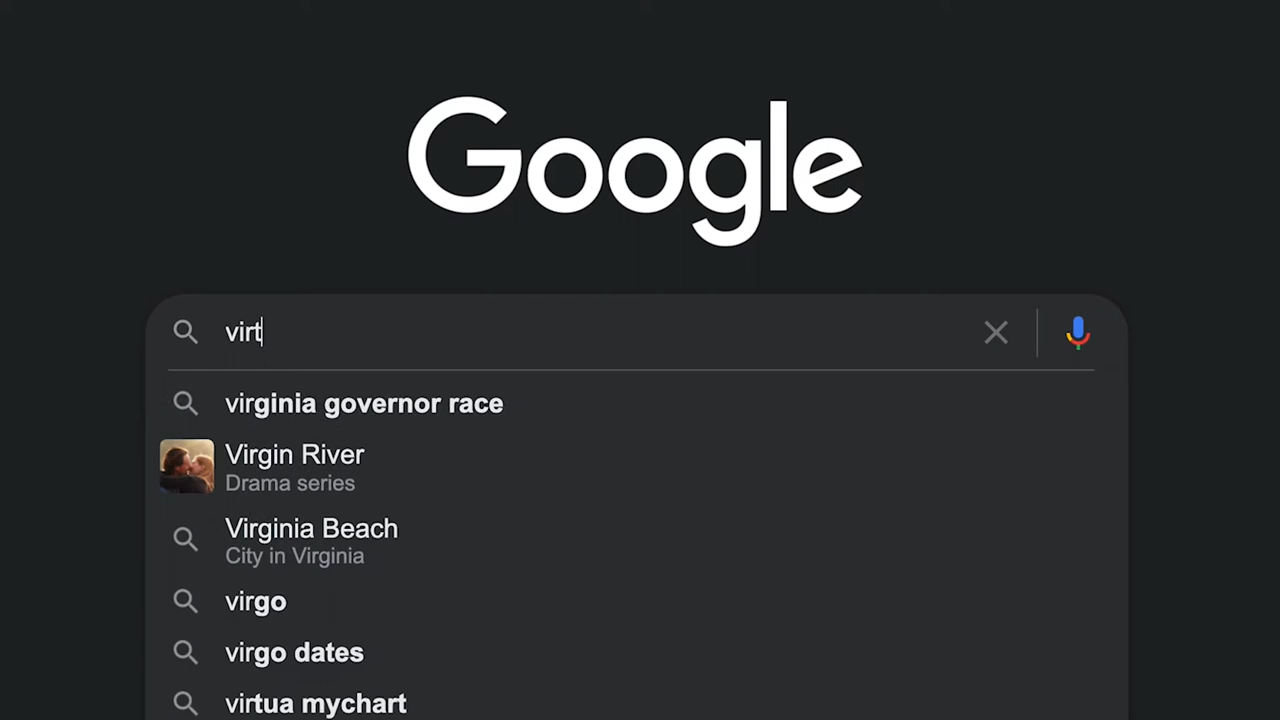 Google
virt
virginia governor race
Virgin River
Drama series
Virginia Beach
City in Virginia
virgo
virgo dates
virtua mychart